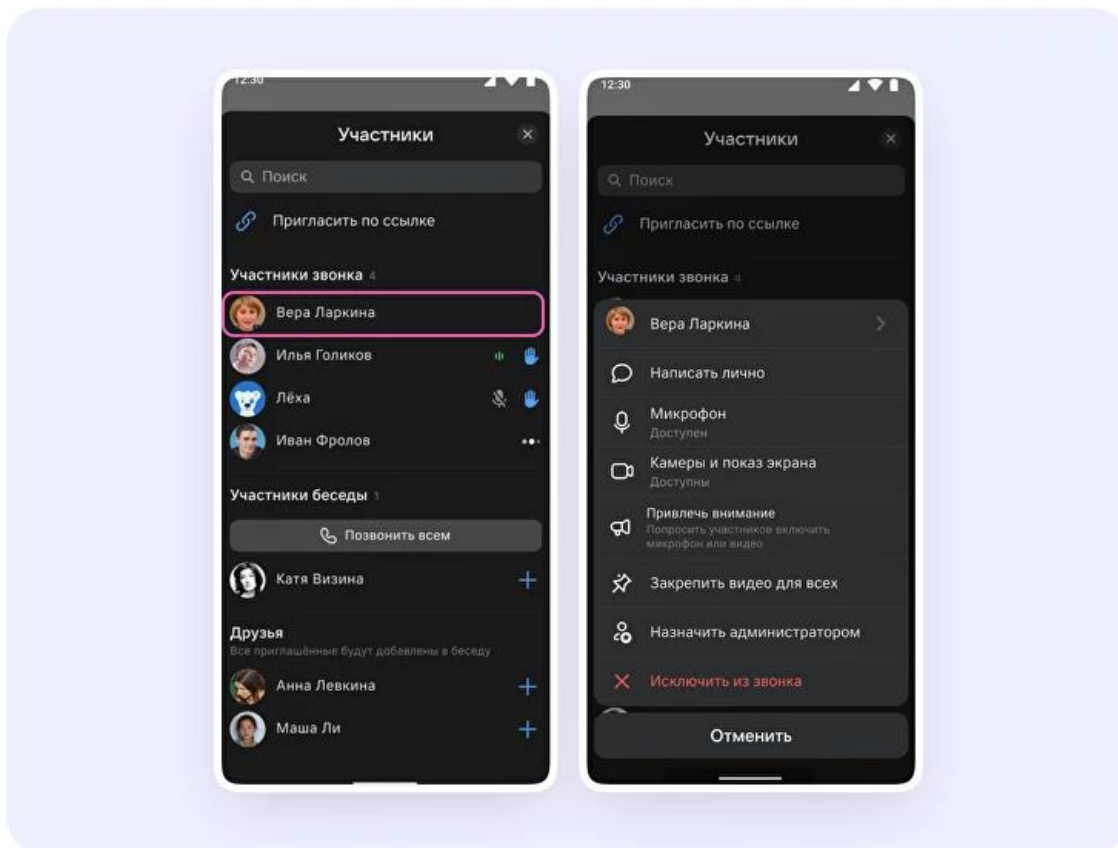 12:30
Участники
Поиск
Пригласить по ссылке
Участники звонка 4
Вера Ларкина
Илья Голиков
Лёха
Иван Фролов
Участники беседы 1
Позвонить всем
Катя Визина
Друзья
Все приглашённые будут добавлены в беседу
Анна Левкина
Маша Ли
12:30
Участники
Поиск
Пригласить по ссылке
Участники звонка 4
Вера Ларкина
Написать лично
Микрофон
Доступен
Камеры и показ экрана
Доступны
Привлечь внимание
Попросить участников включить
микрофон или видео
Закрепить видео для всех
Назначить администратором
Исключить из звонка
Отменить